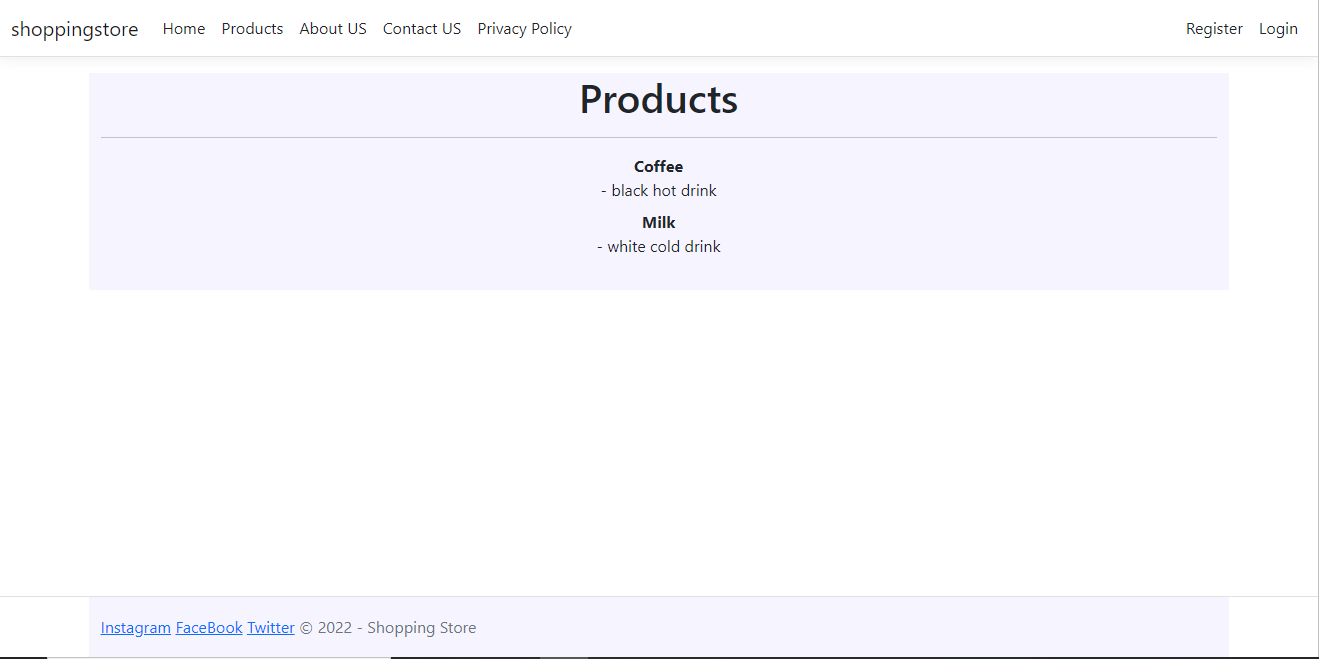 shoppingstore Home Products About US Contact US Privacy Policy Register Login
Products
Coffee
- black hot drink
Milk
- white cold drink
Instagram FaceBook Twitter © 2022 - Shopping Store